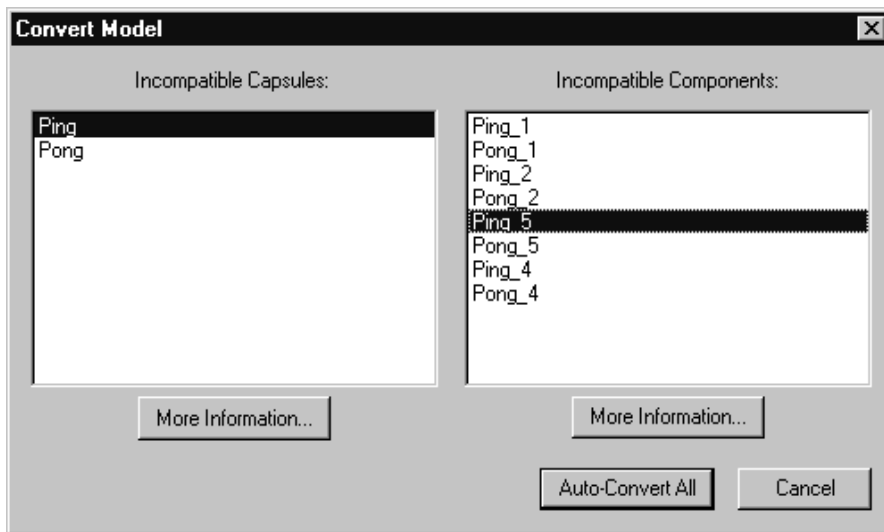 Convert Model
Incompatible Capsules:
Incompatible Components:
Ping
Pong
Ping_1
Pong_1
Ping_2
Pong_2
Ping_5
Pong_5
Ping_4
Pong_4
More Information...
More Information...
Auto-Convert All
Cancel